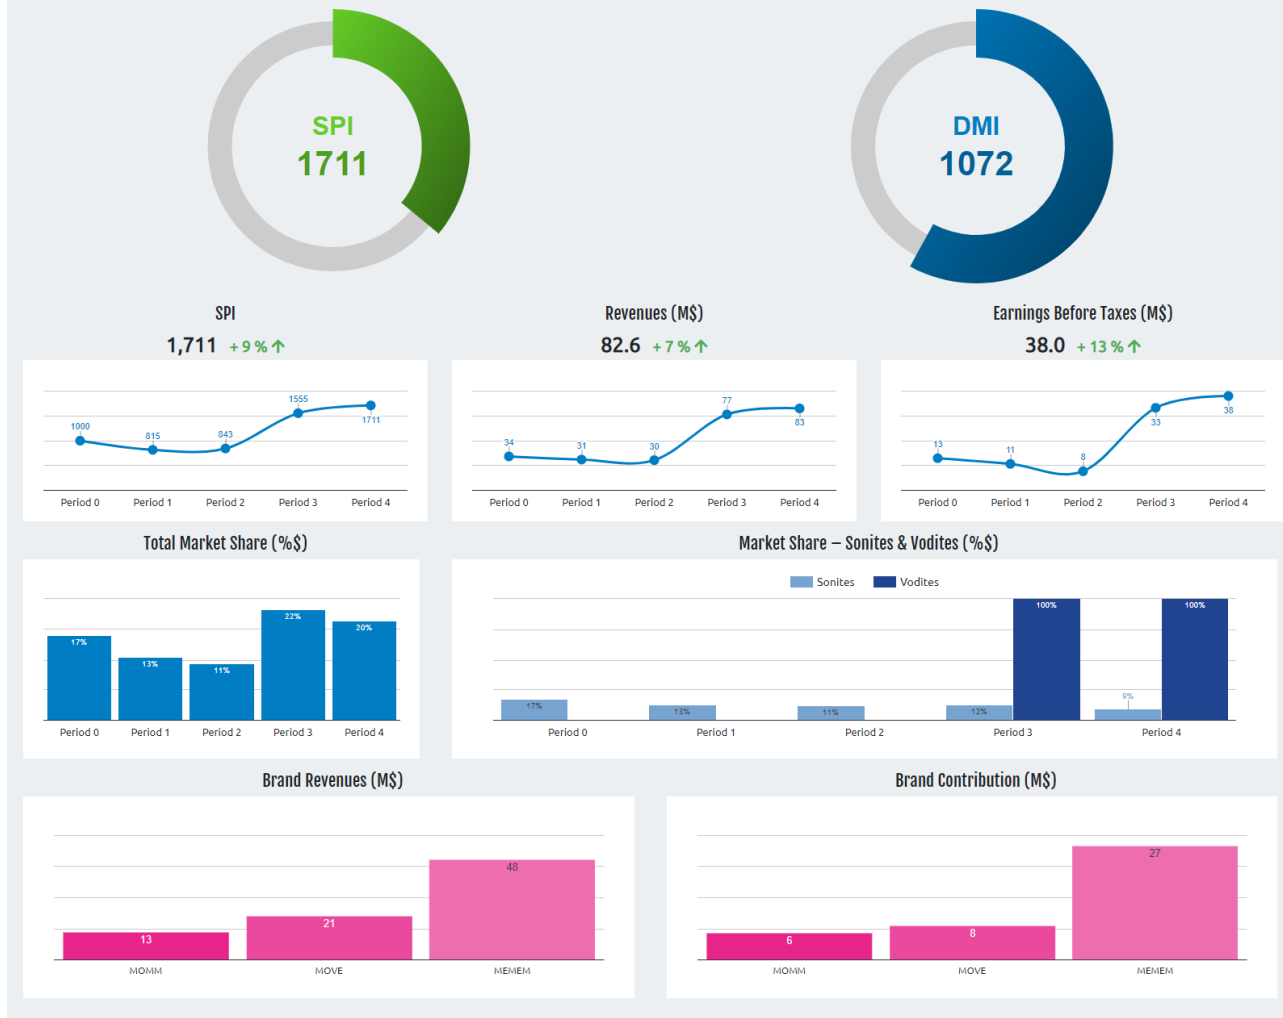 SPI
1711
DMI
1072
SPI
1,711 +9 % ↑
1000
815
843
1555
1711
Period 0 Period 1 Period 2 Period 3 Period 4
Revenues (M$)
82.6 +7 % ↑
34
31
30
77
83
Period 0 Period 1 Period 2 Period 3 Period 4
Earnings Before Taxes (M$)
38.0 +13 % ↑
13
11
8
33
38
Period 0 Period 1 Period 2 Period 3 Period 4
Total Market Share (%$)
17%
13%
11%
22%
20%
Period 0 Period 1 Period 2 Period 3 Period 4
Market Share – Sonites & Vodites (%$)
Sonites Vodites
17%
13%
11%
12%
100%
9%
100%
Period 0 Period 1 Period 2 Period 3 Period 4
Brand Revenues (M$)
13
21
48
MOMM MOVE MEMEM
Brand Contribution (M$)
6
8
27
MOMM MOVE MEMEM